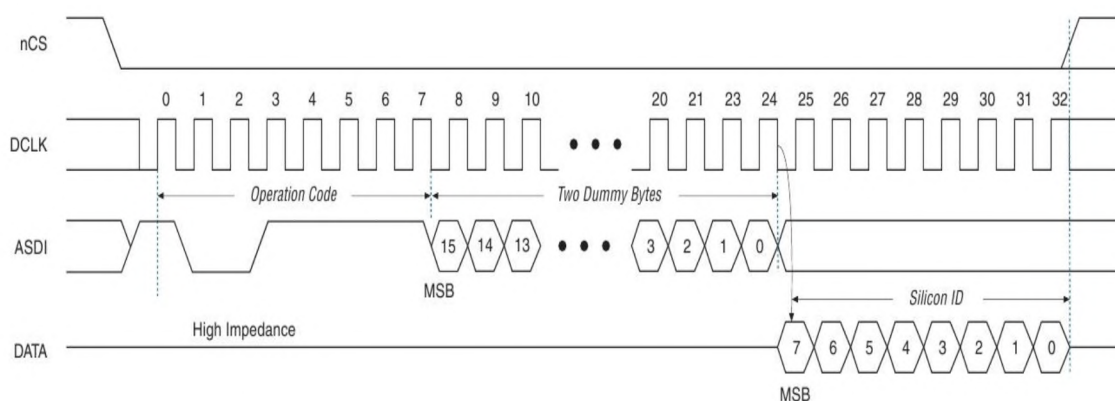 nCS
0 1 2 3 4 5 6 7 8 9 10 20 21 23 24 25 26 27 28 29 30 31 32
DCLK
Operation Code Two Dummy Bytes
ASDI 15 14 13 3 2 1 0
MSB
Silicon ID
High Impedance
DATA 7 6 5 4 3 2 1 0
MSB